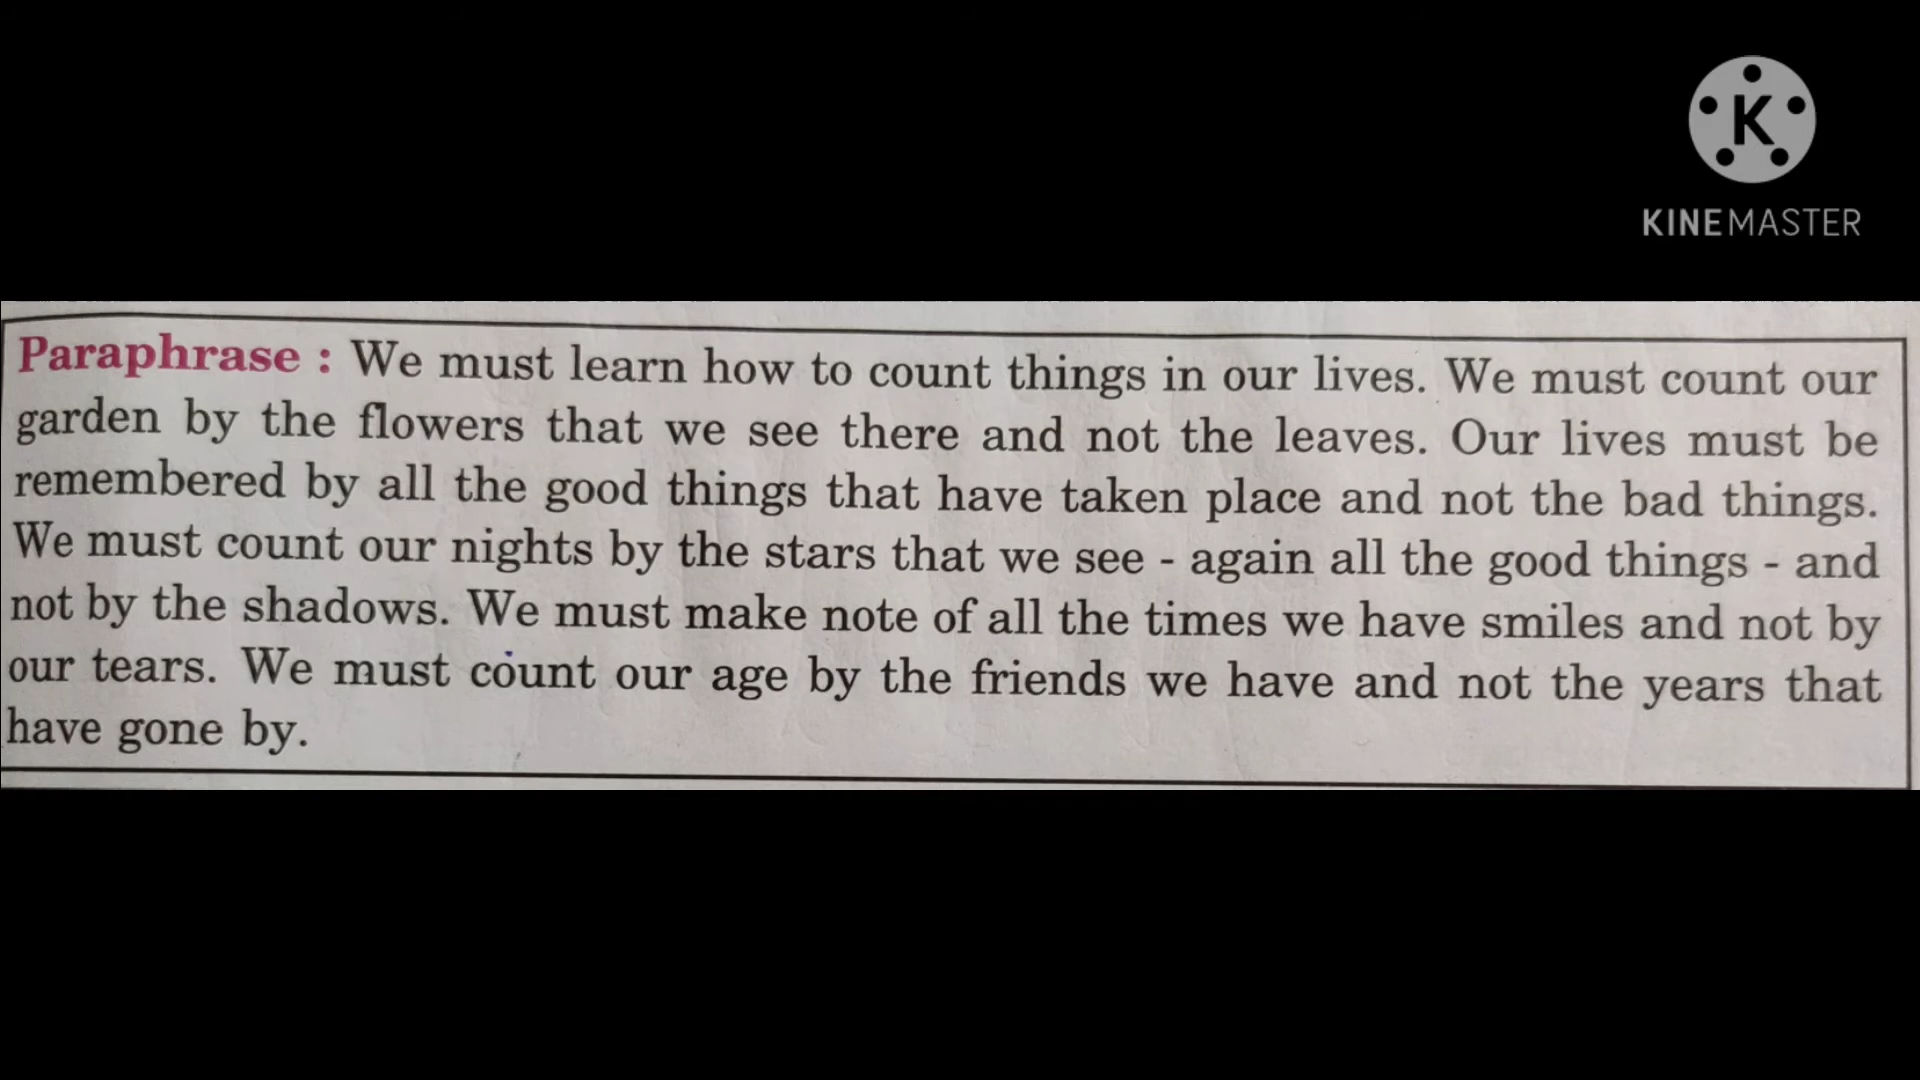 K
KINEMASTER
Paraphrase : We must learn how to count things in our lives. We must count our
garden by the flowers that we see there and not the leaves. Our lives must be
remembered by all the good things that have taken place and not the bad things.
We must count our nights by the stars that we see - again all the good things - and
not by the shadows. We must make note of all the times we have smiles and not by
our tears. We must count our age by the friends we have and not the years that
have gone by.